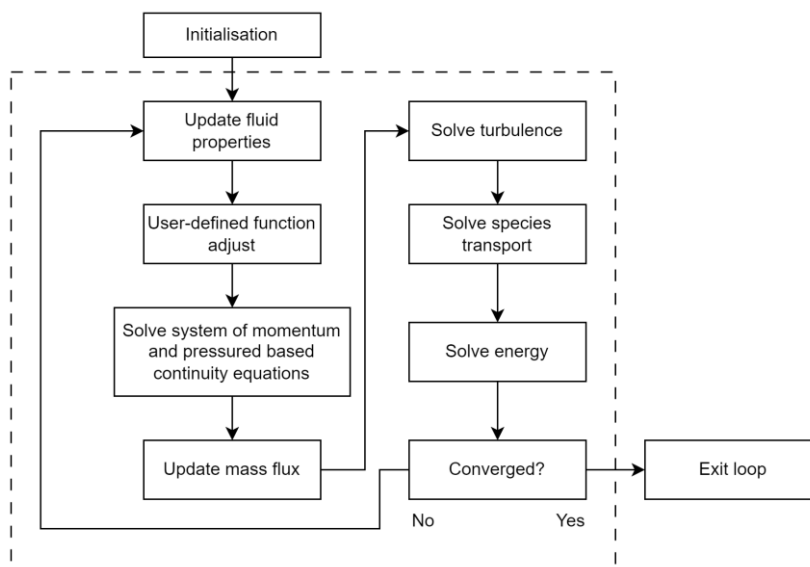 Initialisation
Update fluid
properties
User-defined function
adjust
Solve system of momentum
and pressured based
continuity equations
Update mass flux
Solve turbulence
Solve species
transport
Solve energy
Converged?
No
Yes
Exit loop